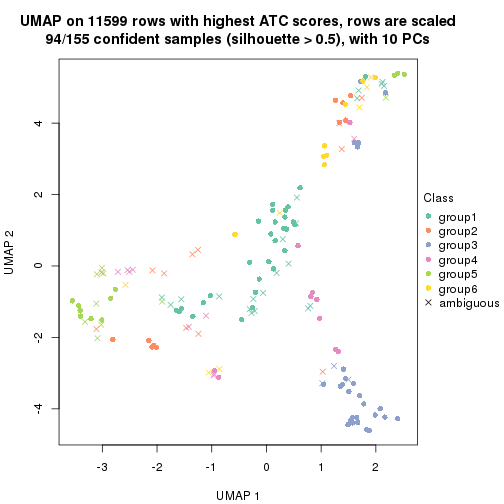 UMAP on 11599 rows with highest ATC scores, rows are scaled
94/155 confident samples (silhouette > 0.5), with 10 PCs
4
2
0
-2
-4
UMAP 2
-3
-2
-1
0
1
2
UMAP 1
Class
group1
group2
group3
group4
group5
group6
ambiguous